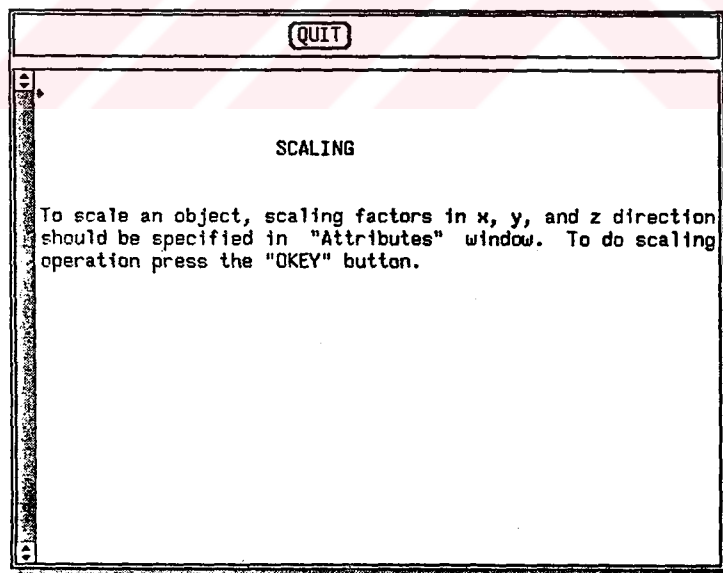 QUIT
SCALING
To scale an object, scaling factors in x, y, and z direction
should be specified in "Attributes" window. To do scaling
operation press the "OKEY" button.